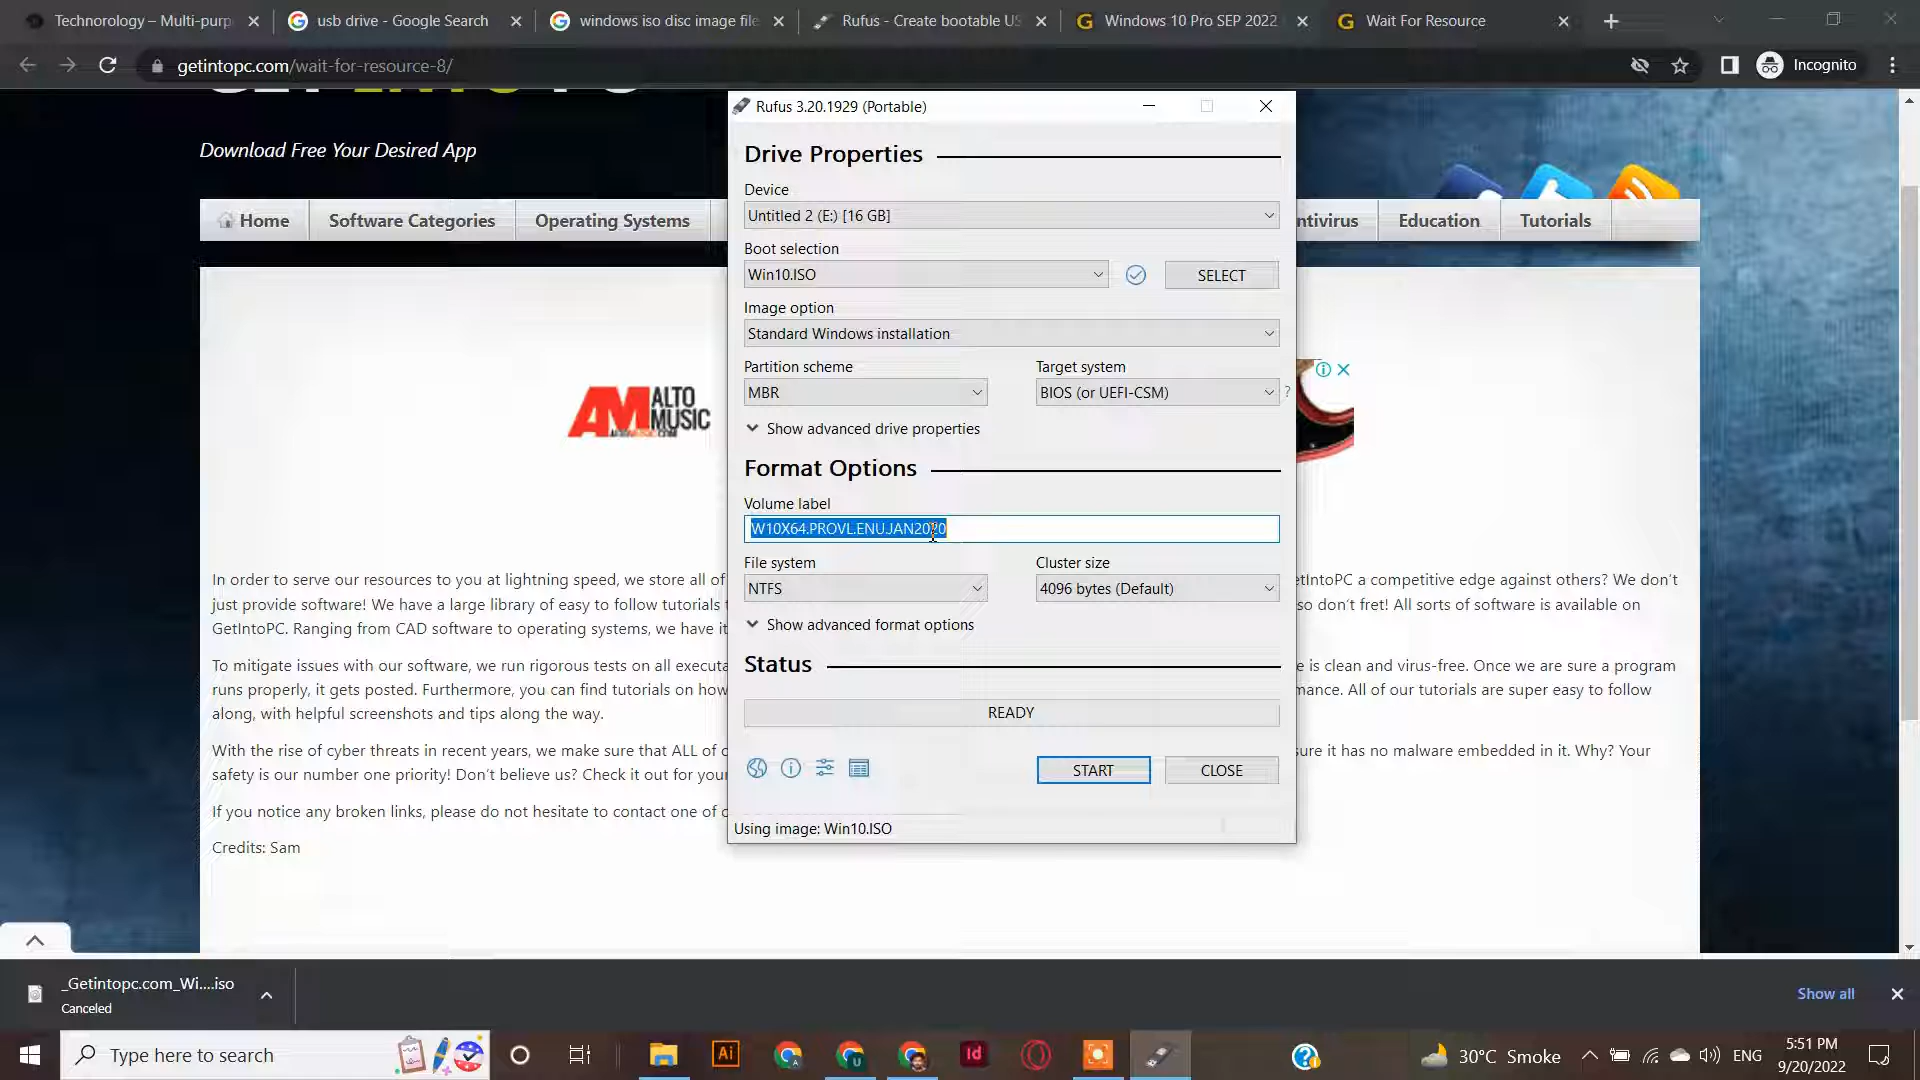 Technology – Multi-purp
usb drive - Google Search
windows iso disc image file
Rufus - Create bootable US
Windows 10 Pro SEP 2022
Wait For Resource
getintopc.com/wait-for-resource-8/
Incognito
Download Free Your Desired App
Home
Software Categories
Operating Systems
ntivirus
Education
Tutorials
ALTO
MUSIC
Rufus 3.20.1929 (Portable)
Drive Properties
Device
Untitled 2 (E:) [16 GB]
Boot selection
Win10.ISO
SELECT
Image option
Standard Windows installation
Partition scheme
Target system
MBR
BIOS (or UEFI-CSM)
?
Show advanced drive properties
Format Options
Volume label
W10X64.PROVL.ENU.JAN2020
File system
Cluster size
NTFS
4096 bytes (Default)
Show advanced format options
Status
READY
START
CLOSE
Using image: Win10.ISO
In order to serve our resources to you at lightning speed, we store all of
etIntoPC a competitive edge against others? We don't
just provide software! We have a large library of easy to follow tutorials
so don't fret! All sorts of software is available on
GetIntoPC. Ranging from CAD software to operating systems, we have it
To mitigate issues with our software, we run rigorous tests on all executa
e is clean and virus-free. Once we are sure a program
runs properly, it gets posted. Furthermore, you can find tutorials on how
mance. All of our tutorials are super easy to follow
along, with helpful screenshots and tips along the way.
With the rise of cyber threats in recent years, we make sure that ALL of
sure it has no malware embedded in it. Why? Your
safety is our number one priority! Don't believe us? Check it out for your
If you notice any broken links, please do not hesitate to contact one of
Credits: Sam
_Getintopc.com_Wi....iso
Canceled
Show all
Type here to search
Ai
Id
30°C Smoke
ENG
5:51 PM
9/20/2022